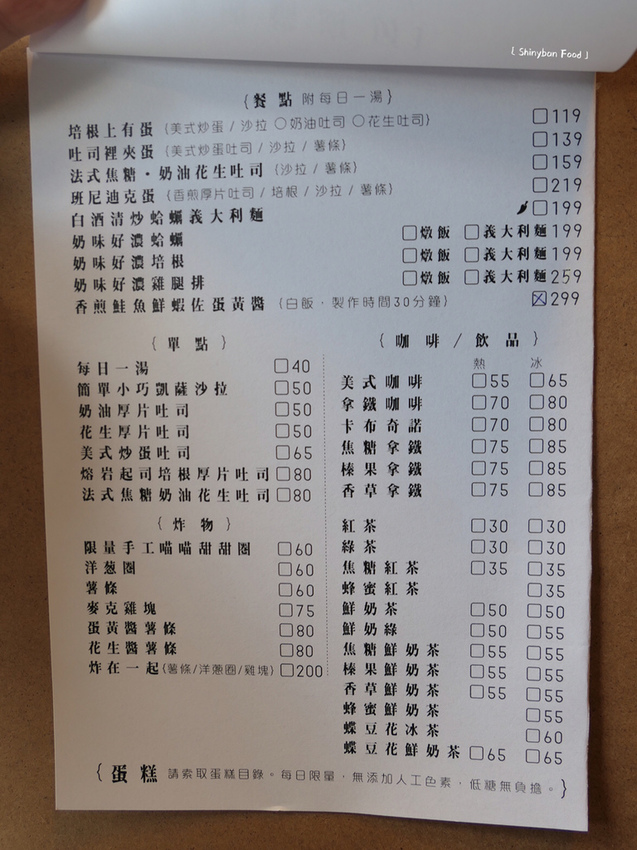 { Shinybon Food }
{餐點 附每日一湯}
培根上有蛋 (美式炒蛋 / 沙拉 ○奶油吐司 ○花生吐司) □119
吐司裡夾蛋 (美式炒蛋吐司 / 沙拉 / 薯條) □139
法式焦糖・奶油花生吐司 (沙拉 / 薯條) □159
班尼迪克蛋 (香煎厚片吐司 / 培根 / 沙拉 / 薯條) □219
白酒清炒蛤蠣義大利麵 □199
奶味好濃蛤蠣 □燉飯 □義大利麵199
奶味好濃培根 □燉飯 □義大利麵199
奶味好濃雞腿排 □燉飯 □義大利麵259
香煎鮭魚鮮蝦佐蛋黃醬 (白飯，製作時間30分鐘) ☒299
{單點}
每日一湯 □40
簡單小巧凱薩沙拉 □50
奶油厚片吐司 □50
花生厚片吐司 □50
美式炒蛋吐司 □65
熔岩起司培根厚片吐司 □80
法式焦糖奶油花生吐司 □80
{炸物}
限量手工喵喵甜甜圈 □60
洋蔥圈 □60
薯條 □60
麥克雞塊 □75
蛋黃醬薯條 □80
花生醬薯條 □80
炸在一起(薯條/洋蔥圈/雞塊) □200
{咖啡/飲品}
熱 冰
美式咖啡 □55 □65
拿鐵咖啡 □70 □80
卡布奇諾 □70 □80
焦糖拿鐵 □75 □85
榛果拿鐵 □75 □85
香草拿鐵 □75 □85
紅茶 □30 □30
綠茶 □30 □30
焦糖紅茶 □35 □35
蜂蜜紅茶 □35
鮮奶茶 □50 □50
鮮奶綠 □50 □55
焦糖鮮奶茶 □55 □55
榛果鮮奶茶 □55 □55
香草鮮奶茶 □55 □55
蜂蜜鮮奶茶 □55
蝶豆花冰茶 □60
蝶豆花鮮奶茶 □65 □65
{蛋糕 請索取蛋糕目錄。每日限量，無添加人工色素，低糖無負擔。}